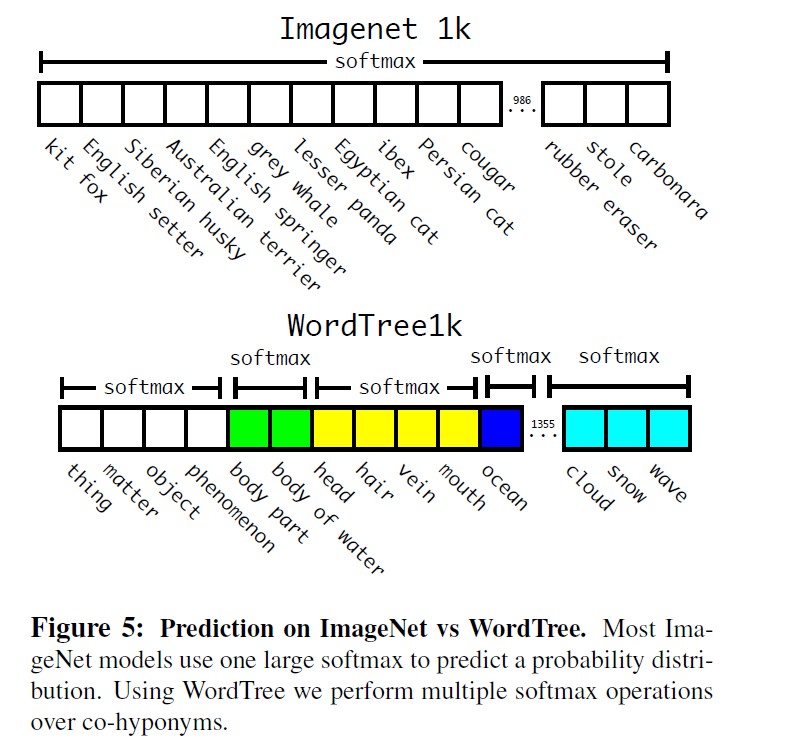 Imagenet 1k
softmax
986
...
kit fox
English setter
Siberian husky
Australian terrier
English springer
grey whale
lesser panda
Egyptian cat
ibex
Persian cat
cougar
rubber eraser
stole
carbonara
WordTree1k
softmax
softmax
softmax
softmax
softmax
1355
...
thing
matter
object
phenomenon
body part
body of water
head
hair
vein
mouth
ocean
cloud
snow
wave
Figure 5: Prediction on ImageNet vs WordTree. Most Ima-
geNet models use one large softmax to predict a probability distri-
bution. Using WordTree we perform multiple softmax operations
over co-hyponyms.